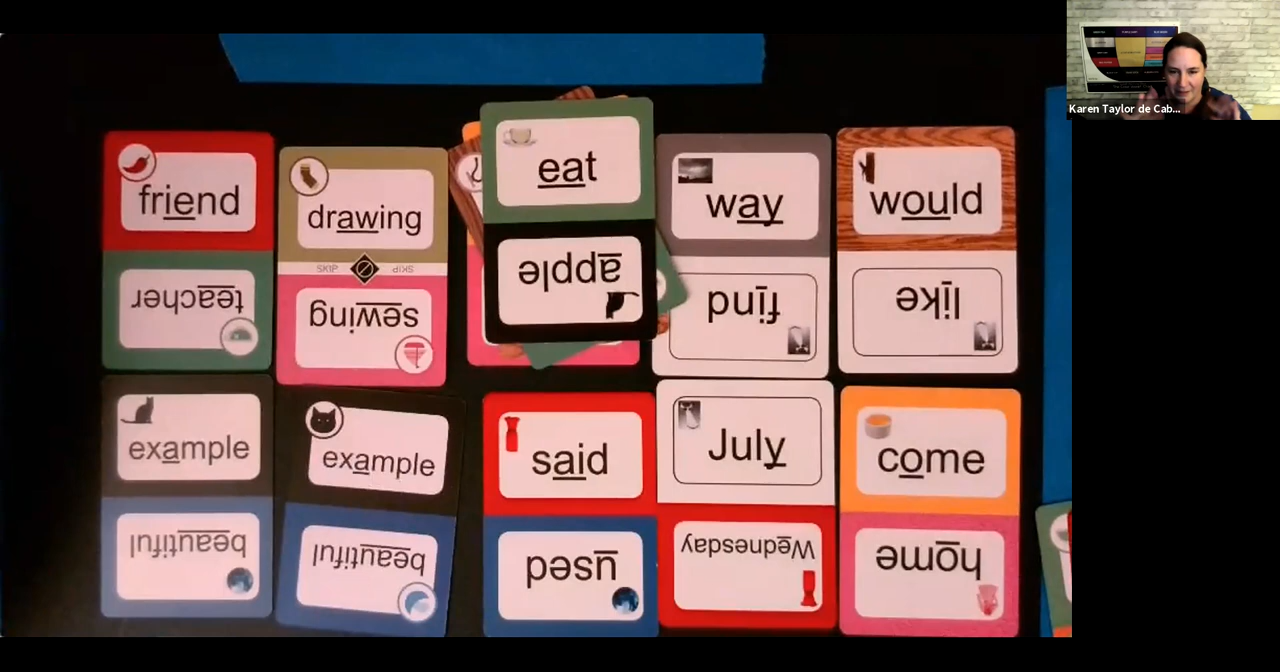 Karen Taylor de Cab...
friend
teacher
drawing
SKIP SKIP
sewing
eat
apple
way
find
would
like
example
beautiful
example
beautiful
said
used
July
Wednesday
come
home